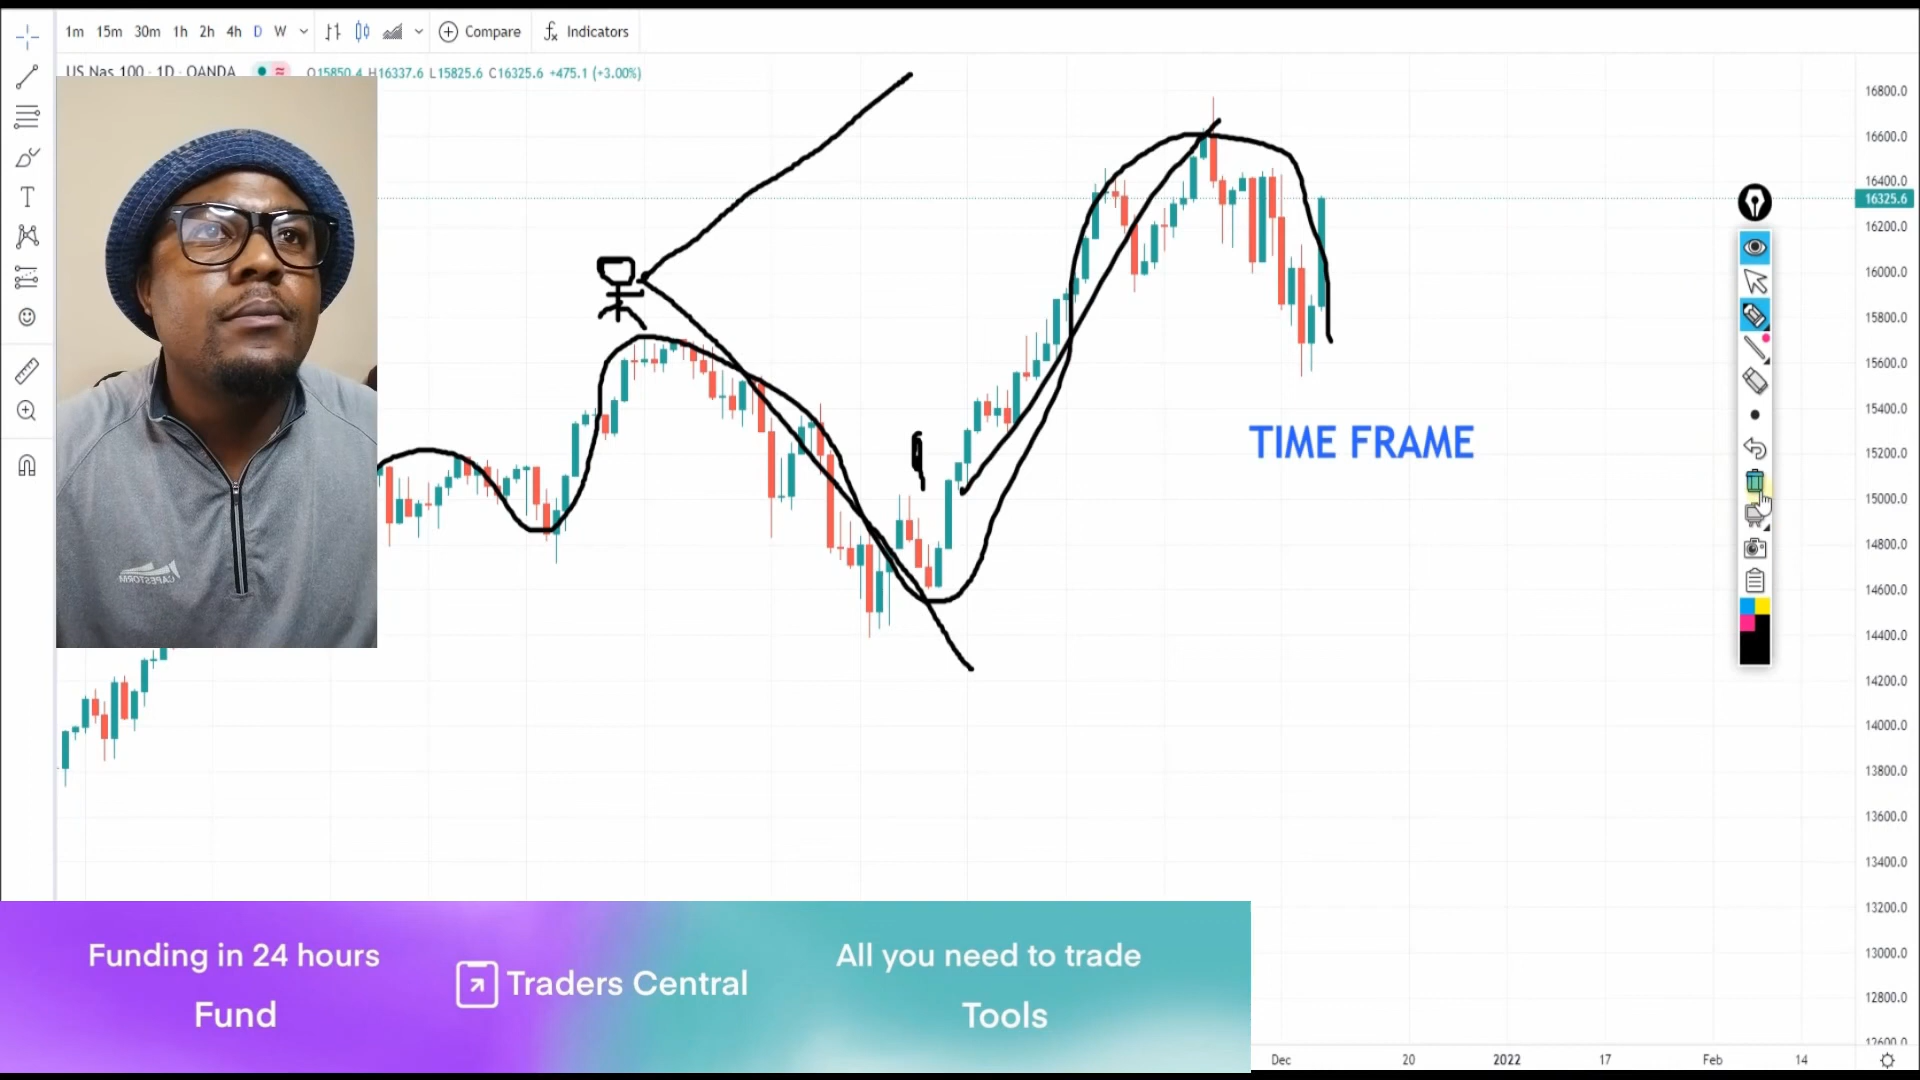 1m 15m 30m 1h 2h 4h D W Compare Indicators
US Nas 100 · 1D · OANDA O15850.4 H16337.6 L15825.6 C16325.6 +475.1 (+3.00%)
16800.0
16600.0
16400.0
16325.6
16200.0
16000.0
15800.0
15600.0
15400.0
15200.0
15000.0
14800.0
14600.0
14400.0
14200.0
14000.0
13800.0
13600.0
13400.0
13200.0
13000.0
12800.0
12600.0
TIME FRAME
CAPESTORM
Funding in 24 hours
Fund
Traders Central
All you need to trade
Tools
Dec 20 2022 17 Feb 14